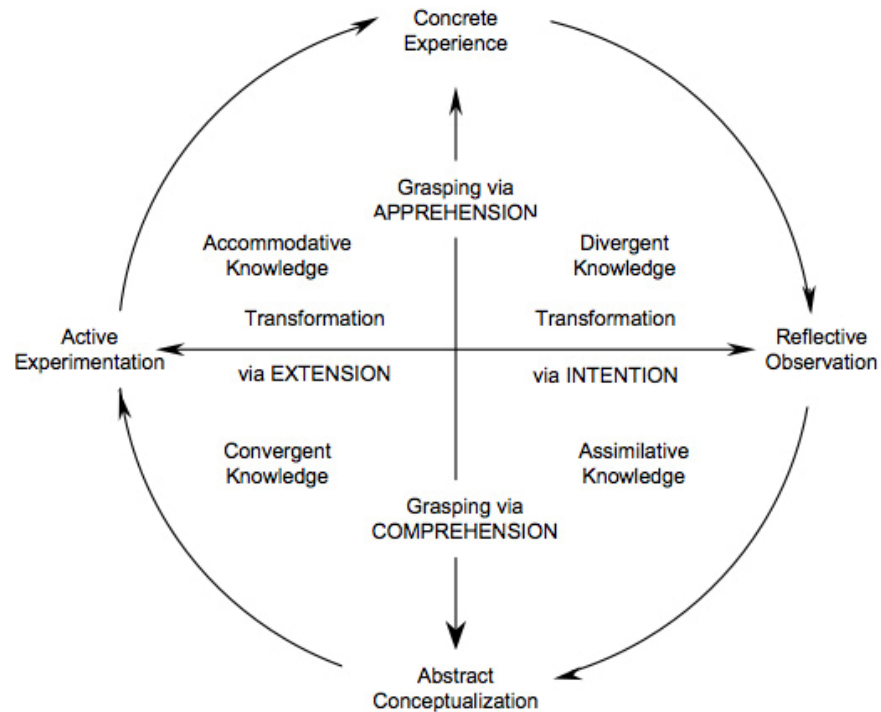 Concrete
Experience
Grasping via
APPREHENSION
Accommodative
Knowledge
Divergent
Knowledge
Transformation
Transformation
Active
Experimentation
Reflective
Observation
via EXTENSION
via INTENTION
Convergent
Knowledge
Assimilative
Knowledge
Grasping via
COMPREHENSION
Abstract
Conceptualization